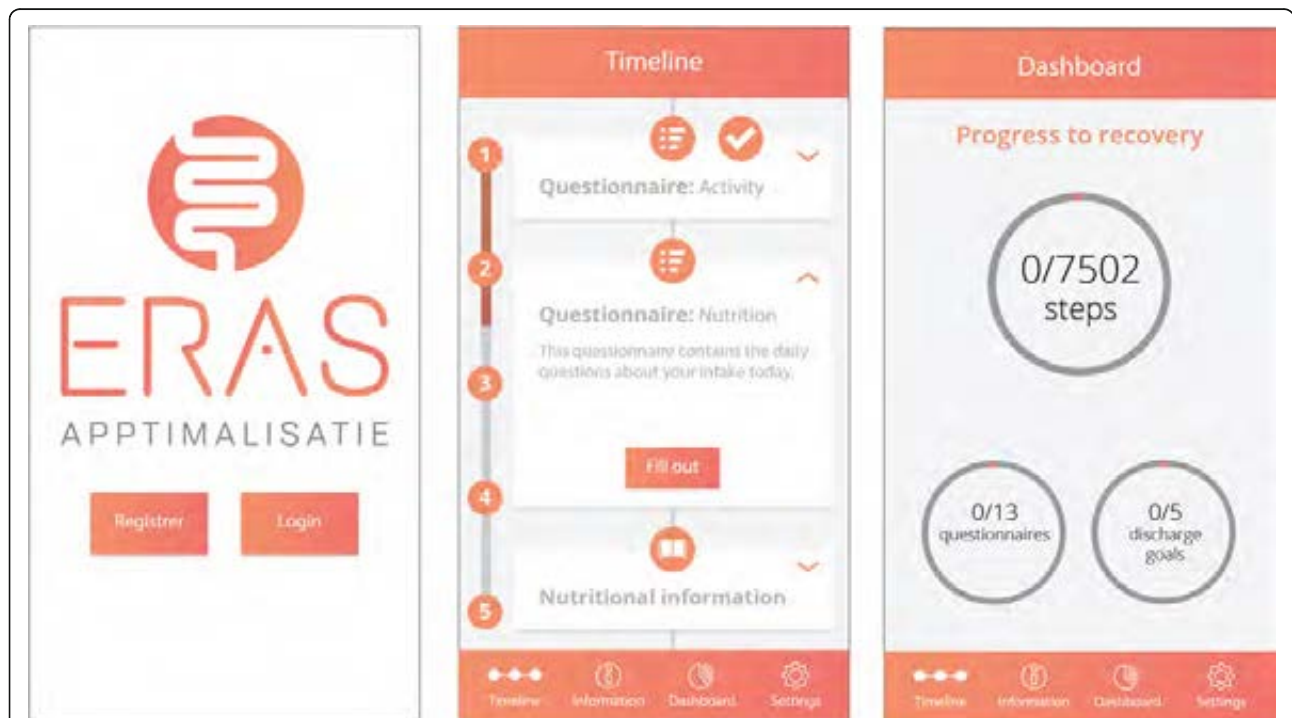 ERAS
APPTIMALISATIE
Registrer
Login
Timeline
1
Questionnaire: Activity
2
Questionnaire: Nutrition
This questionnaire contains the daily
questions about your intake today.
3
Fill out
4
Nutritional information
5
Timeline
Information
Dashboard
Settings
Dashboard
Progress to recovery
0/7502
steps
0/13
questionnaires
0/5
discharge
goals
Timeline
Information
Dashboard
Settings